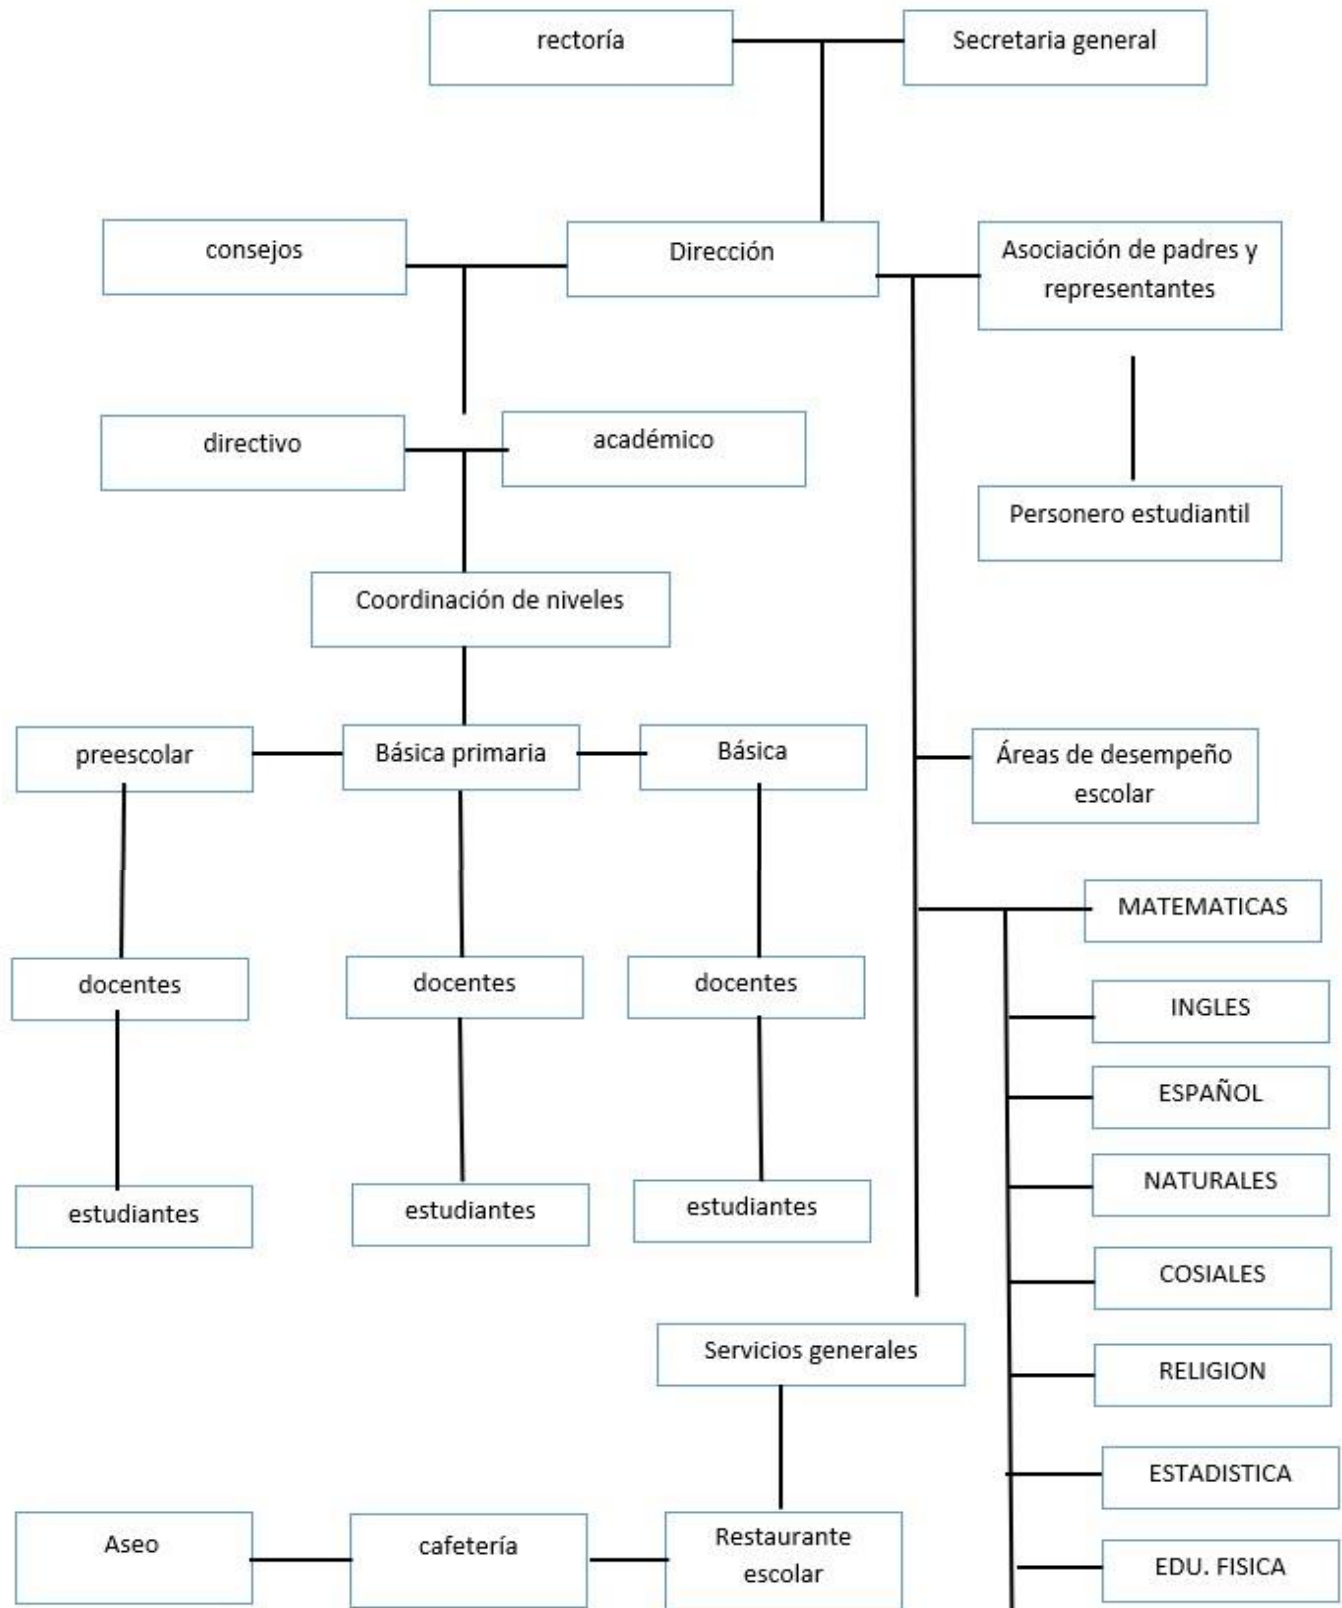 rectoría
Secretaria general
consejos
Dirección
Asociación de padres y
representantes
directivo
académico
Personero estudiantil
Coordinación de niveles
preescolar
Básica primaria
Básica
Áreas de desempeño
escolar
MATEMATICAS
docentes
docentes
docentes
INGLES
ESPAÑOL
NATURALES
estudiantes
estudiantes
estudiantes
COSIALES
Servicios generales
RELIGION
ESTADISTICA
Aseo
cafetería
Restaurante
escolar
EDU. FISICA